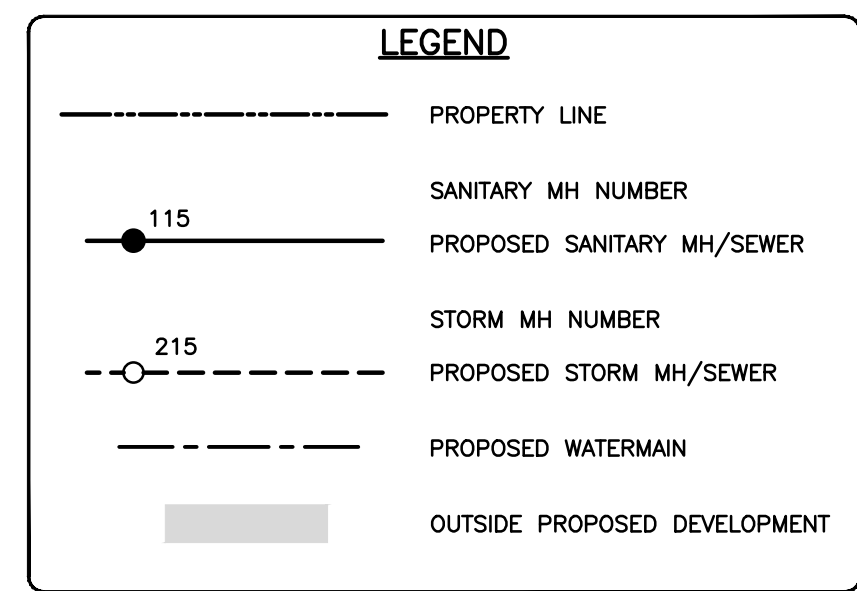 LEGEND
PROPERTY LINE
SANITARY MH NUMBER
115
PROPOSED SANITARY MH/SEWER
STORM MH NUMBER
215
PROPOSED STORM MH/SEWER
PROPOSED WATERMAIN
OUTSIDE PROPOSED DEVELOPMENT